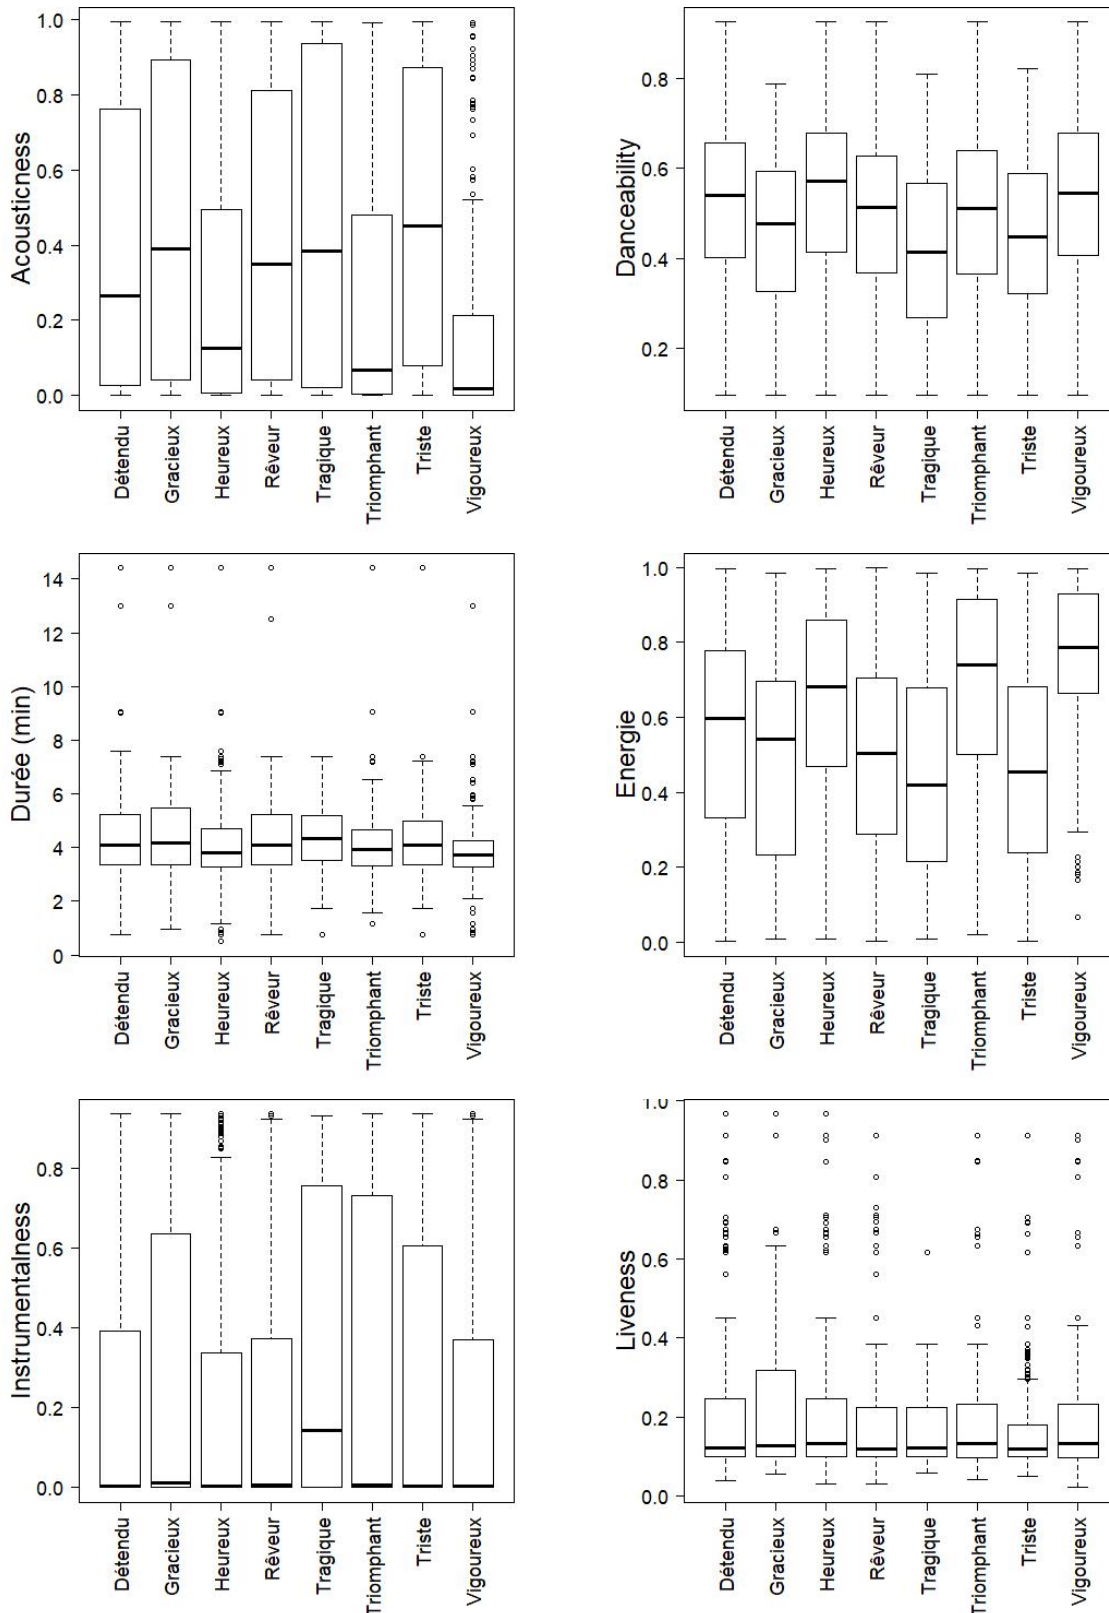 Acousticness
1.0
0.8
0.6
0.4
0.2
0.0
Détendu
Gracieux
Heureux
Rêveur
Tragique
Triomphant
Triste
Vigoureux
Danceability
0.8
0.6
0.4
0.2
Détendu
Gracieux
Heureux
Rêveur
Tragique
Triomphant
Triste
Vigoureux
Durée (min)
14
12
10
8
6
4
2
0
Détendu
Gracieux
Heureux
Rêveur
Tragique
Triomphant
Triste
Vigoureux
Energie
1.0
0.8
0.6
0.4
0.2
0.0
Détendu
Gracieux
Heureux
Rêveur
Tragique
Triomphant
Triste
Vigoureux
Instrumentalness
0.8
0.6
0.4
0.2
0.0
Détendu
Gracieux
Heureux
Rêveur
Tragique
Triomphant
Triste
Vigoureux
Liveness
1.0
0.8
0.6
0.4
0.2
0.0
Détendu
Gracieux
Heureux
Rêveur
Tragique
Triomphant
Triste
Vigoureux